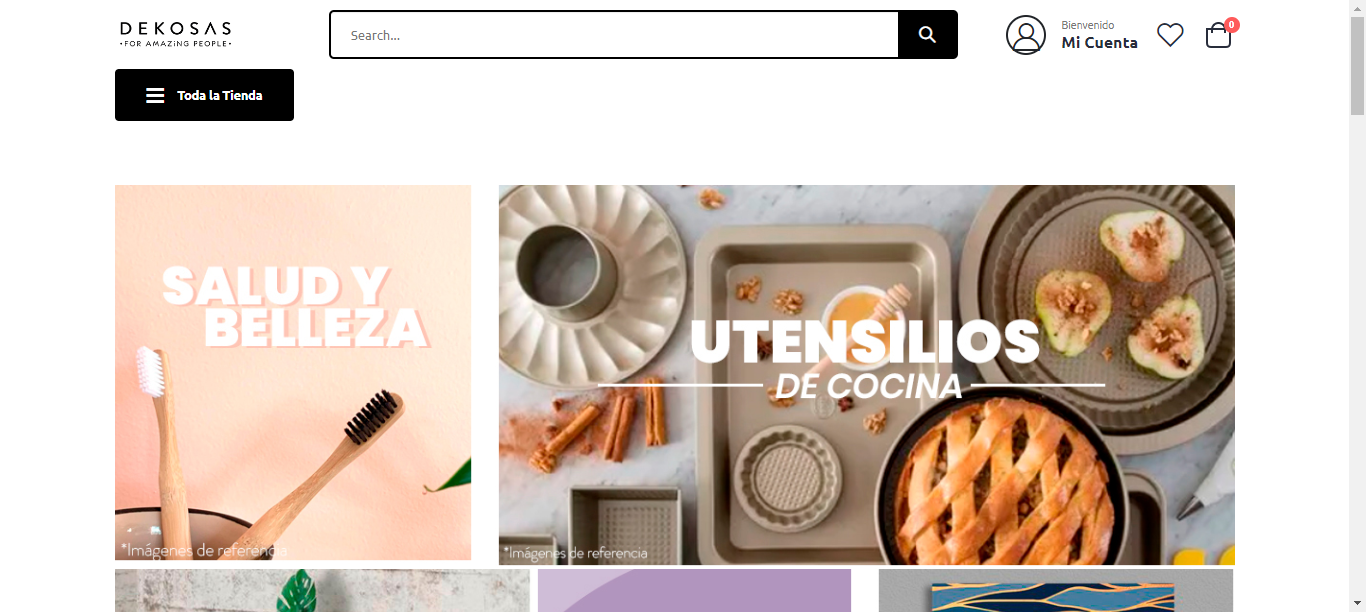 DEKOSAS
•FOR AMAZiNG PEOPLE•
Search...
Bienvenido
Mi Cuenta
0
Toda la Tienda
SALUD Y
BELLEZA
*Imágenes de referencia
UTENSILIOS
DE COCINA
*Imágenes de referencia